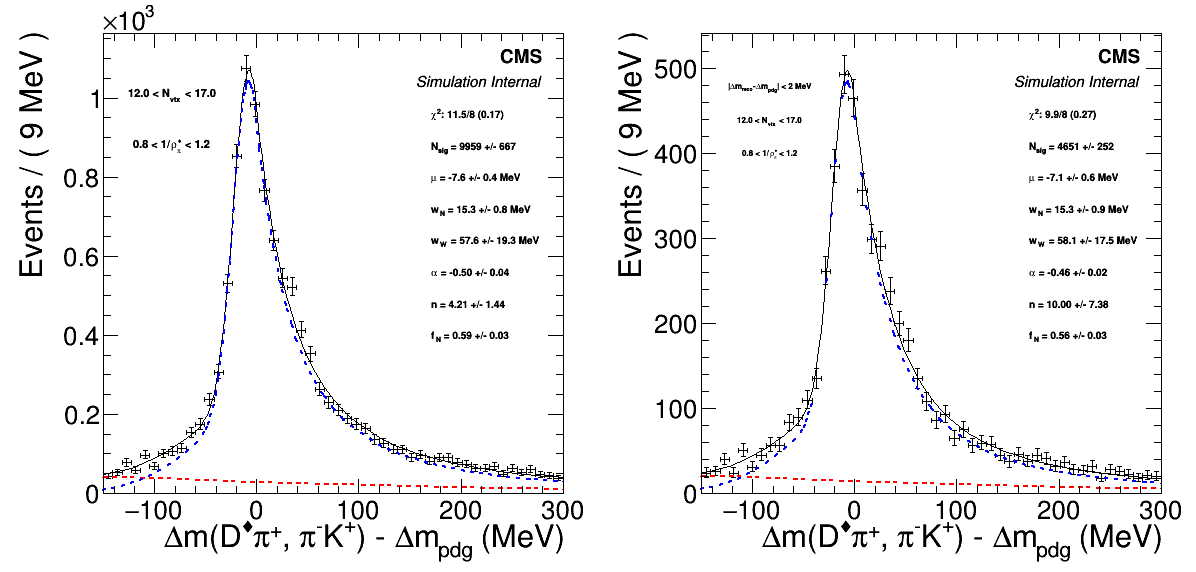 ×10³
Events / ( 9 MeV )
1
0.8
0.6
0.4
0.2
0
−100 0 100 200 300
Δm(D♦π⁺, π⁻K⁺) - Δm_pdg (MeV)
CMS
Simulation Internal
12.0 < N_vtx < 17.0
0.8 < 1/ρ_π^♦ < 1.2
χ²: 11.5/8 (0.17)
N_sig = 9959 +/- 667
μ = -7.6 +/- 0.4 MeV
w_N = 15.3 +/- 0.8 MeV
w_W = 57.6 +/- 19.3 MeV
α = -0.50 +/- 0.04
n = 4.21 +/- 1.44
f_N = 0.59 +/- 0.03
Events / ( 9 MeV )
500
400
300
200
100
0
−100 0 100 200 300
Δm(D♦π⁺, π⁻K⁺) - Δm_pdg (MeV)
CMS
Simulation Internal
|Δm_reco-Δm_pdg| < 2 MeV
12.0 < N_vtx < 17.0
0.8 < 1/ρ_π^♦ < 1.2
χ²: 9.9/8 (0.27)
N_sig = 4651 +/- 252
μ = -7.1 +/- 0.6 MeV
w_N = 15.3 +/- 0.9 MeV
w_W = 58.1 +/- 17.5 MeV
α = -0.46 +/- 0.02
n = 10.00 +/- 7.38
f_N = 0.56 +/- 0.03